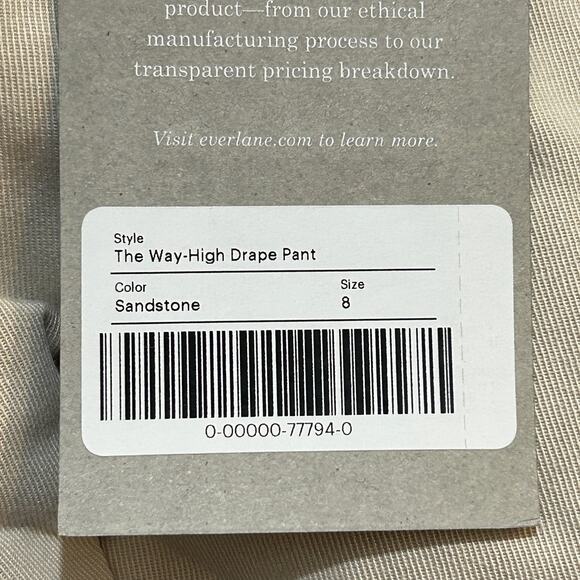 product—from our ethical
manufacturing process to our
transparent pricing breakdown.
Visit everlane.com to learn more.
Style
The Way-High Drape Pant
Color Size
Sandstone 8
0-00000-77794-0